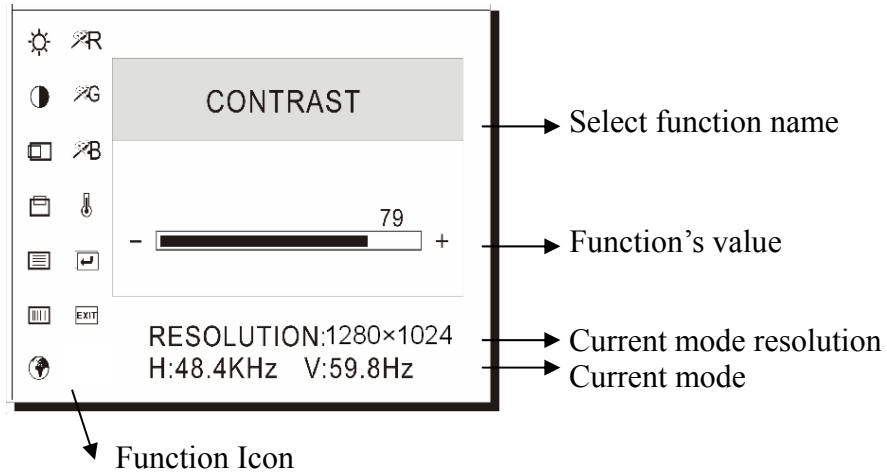 R
G
CONTRAST
Select function name
B
79
- +
Function's value
EXIT
RESOLUTION:1280×1024
Current mode resolution
H:48.4KHz V:59.8Hz
Current mode
Function Icon